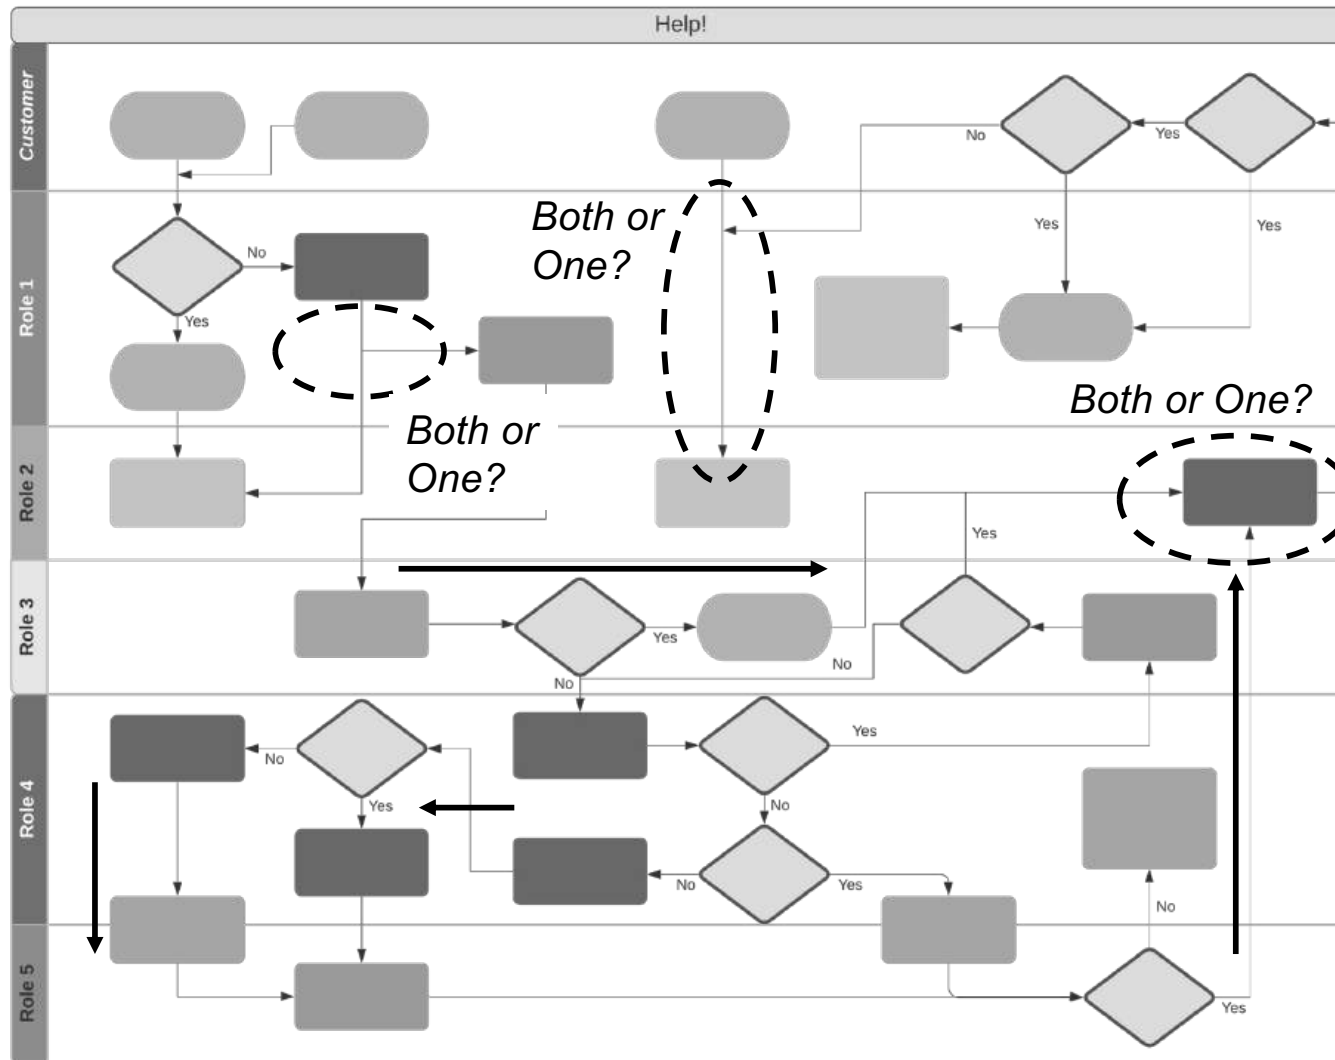 Help!
Customer
No
Yes
Both or
One?
Yes
Yes
Role 1
No
Yes
Both or One?
Both or
One?
Role 2
Yes
Role 3
Yes
No
No
Role 4
No
Yes
Yes
No
No
Yes
No
Role 5
Yes